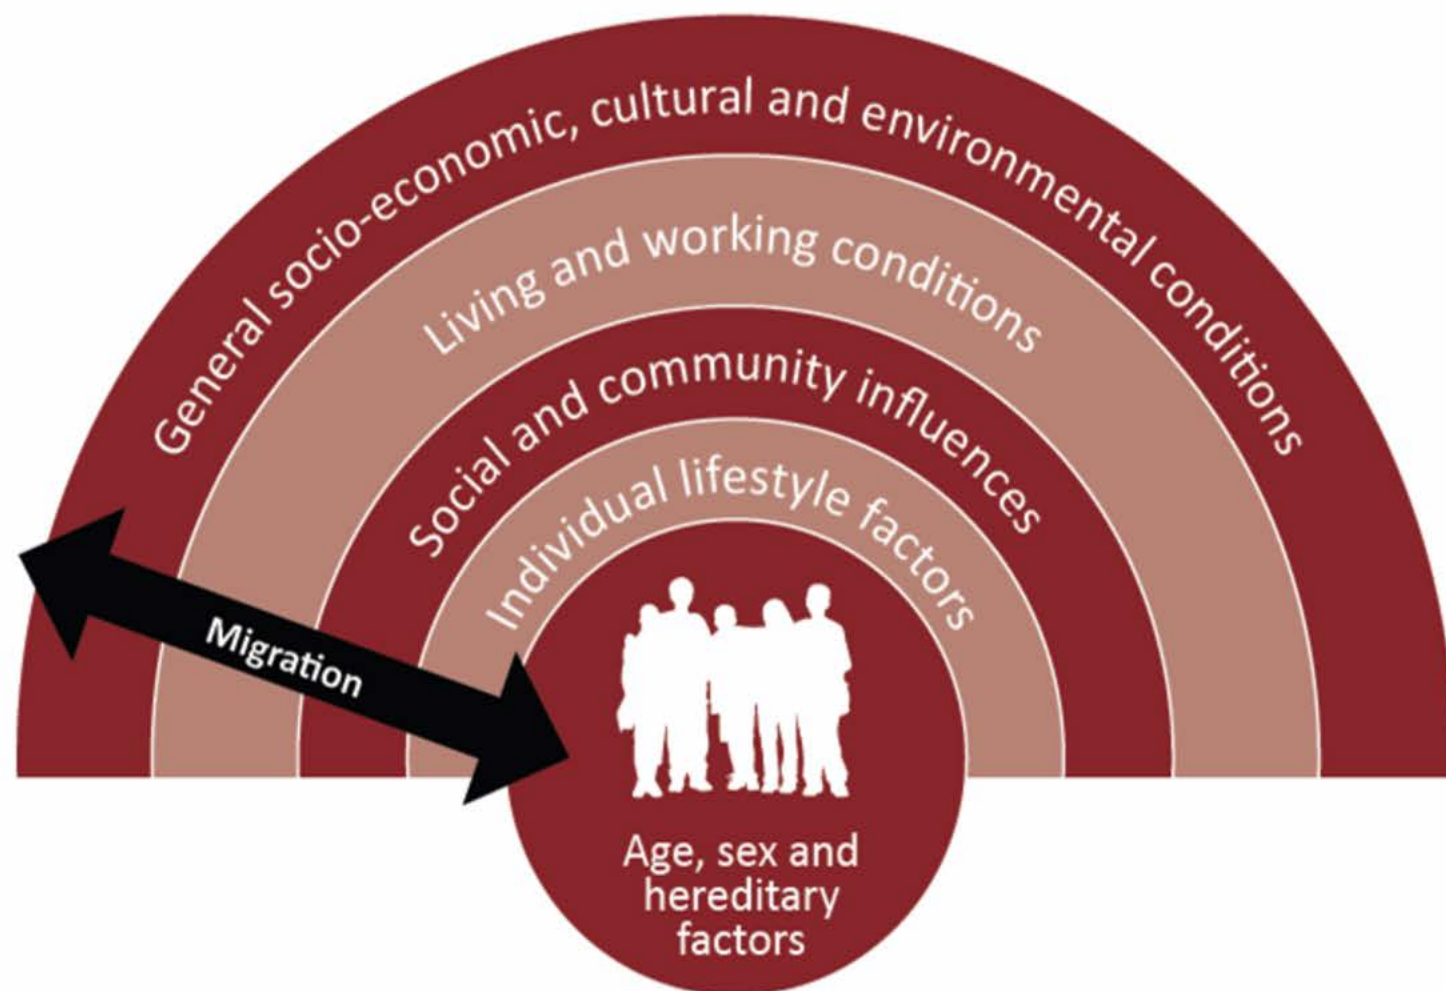 General socio-economic, cultural and environmental conditions
Living and working conditions
Social and community influences
Individual lifestyle factors
Migration
Age, sex and
hereditary
factors